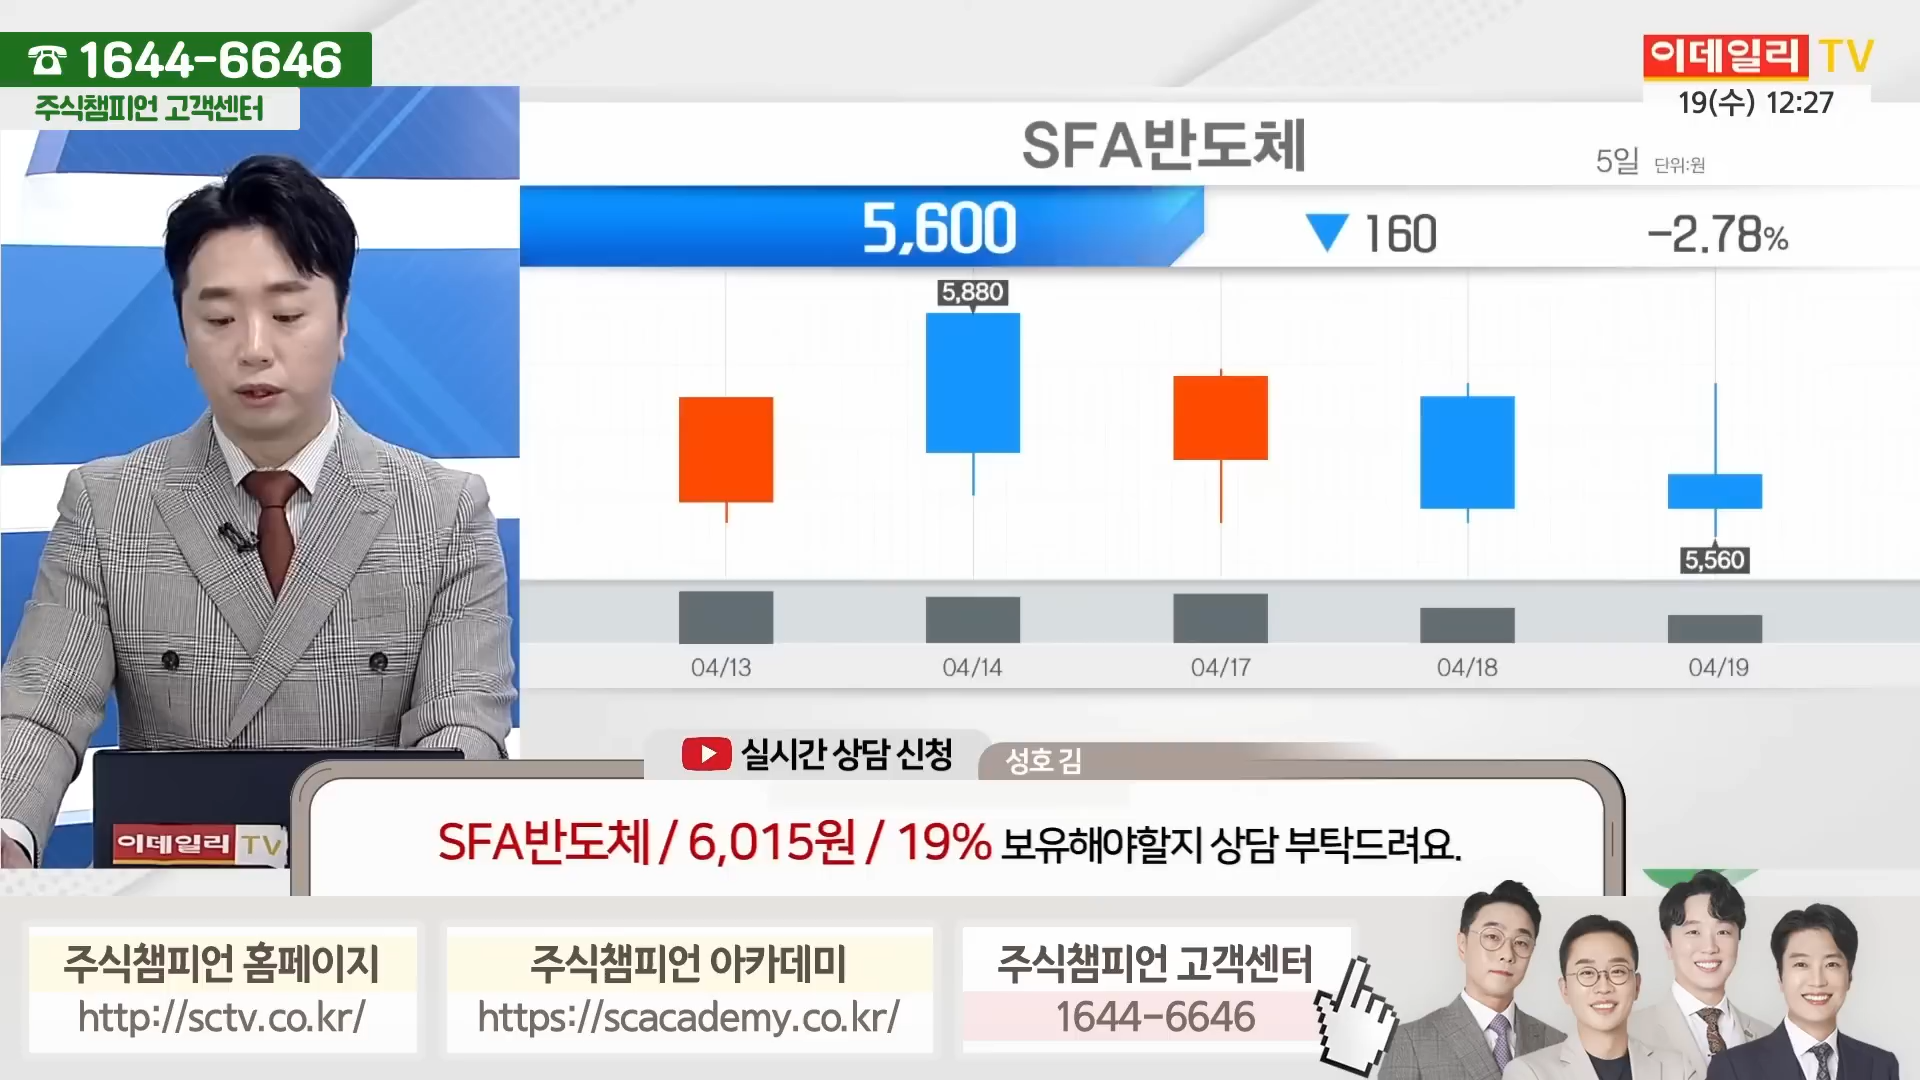 ☎ 1644-6646
주식챔피언 고객센터
이데일리 TV
19(수) 12:27
SFA반도체
5일 단위:원
5,600 ▼ 160 -2.78%
5,880
5,560
04/13 04/14 04/17 04/18 04/19
실시간 상담 신청 성호 김
SFA반도체 / 6,015원 / 19% 보유해야할지 상담 부탁드려요.
이데일리 TV
주식챔피언 홈페이지
http://sctv.co.kr/
주식챔피언 아카데미
https://scacademy.co.kr/
주식챔피언 고객센터
1644-6646